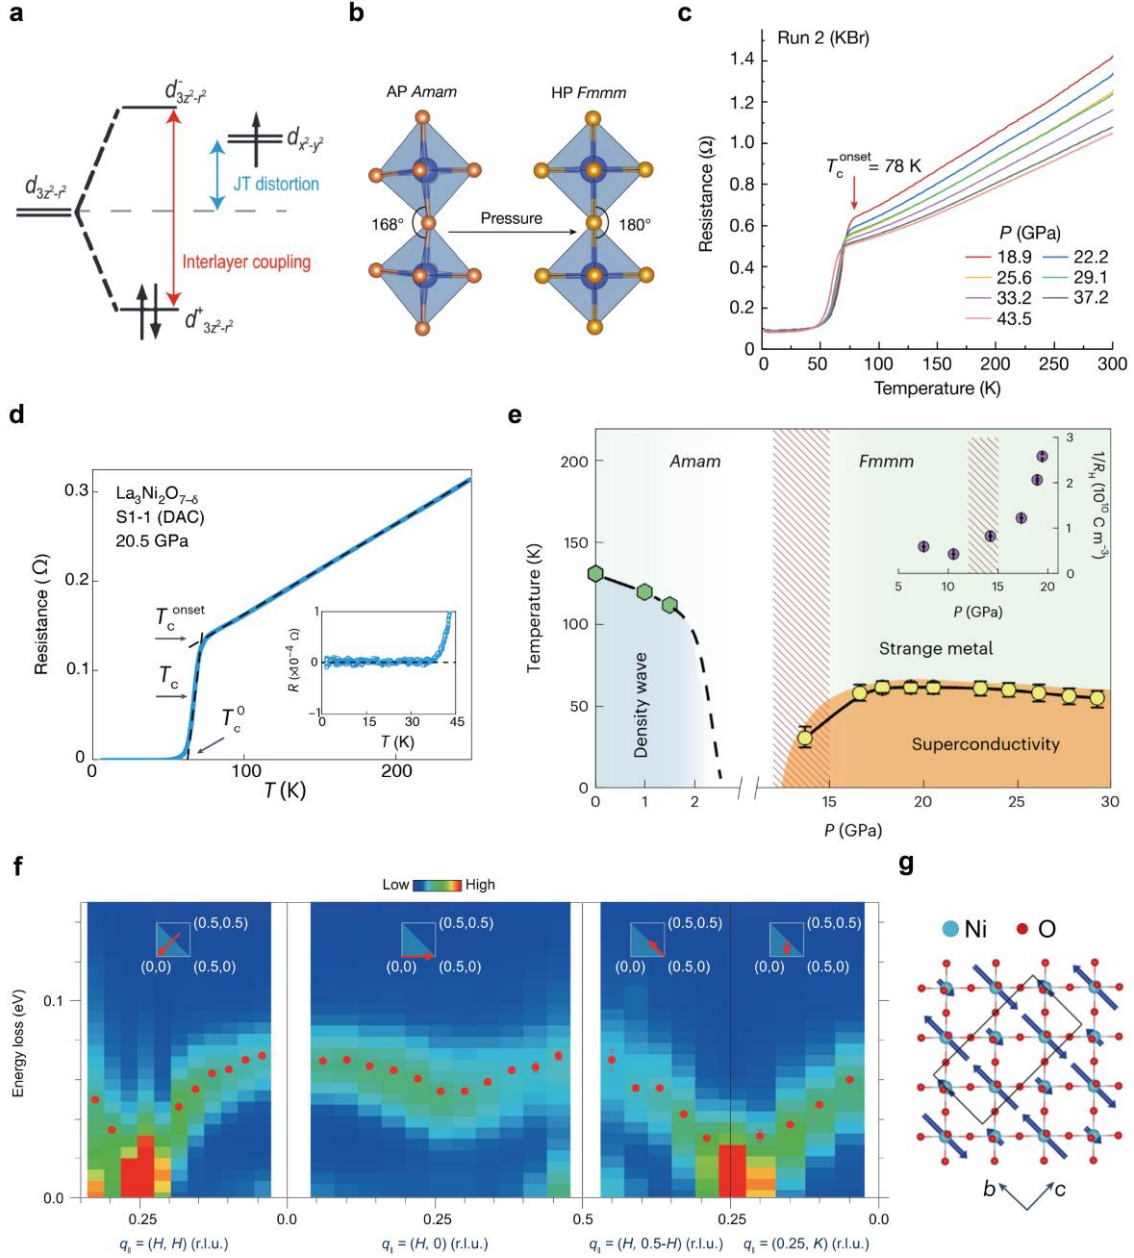 a
d⁻3z²-r²
dx²-y²
JT distortion
d3z²-r²
Interlayer coupling
d⁺3z²-r²
b
AP Amam
HP Fmmm
168°
Pressure
180°
c
Run 2 (KBr)
Resistance (Ω)
1.4
1.2
1.0
0.8
0.6
0.4
0.2
0
Tc onset = 78 K
P (GPa)
18.9 22.2
25.6 29.1
33.2 37.2
43.5
0 50 100 150 200 250 300
Temperature (K)
d
La₃Ni₂O₇₋δ
S1-1 (DAC)
20.5 GPa
Resistance (Ω)
0.3
0.2
0.1
0
Tc onset
Tc
Tc 0
R (×10⁻⁴ Ω)
1
0
−1
0 15 30 45
T (K)
0 100 200
T (K)
e
Temperature (K)
200
150
100
50
0
Amam
Fmmm
1/RH (10¹⁰ C m⁻³)
3
2
1
0
5 10 15 20
P (GPa)
Strange metal
Density wave
Superconductivity
0 1 2 15 20 25 30
P (GPa)
f
Low High
Energy loss (eV)
0.1
0.0
(0.5,0.5)
(0,0) (0.5,0)
(0.5,0.5)
(0,0) (0.5,0)
(0.5,0.5)
(0.5,0.5)
(0,0) (0.5,0)
(0,0) (0.5,0)
0.25 0.0 0.25 0.5 0.25 0.0
q∥ = (H, H) (r.l.u.)
q∥ = (H, 0) (r.l.u.)
q∥ = (H, 0.5-H) (r.l.u.)
q∥ = (0.25, K) (r.l.u.)
g
Ni O
b c